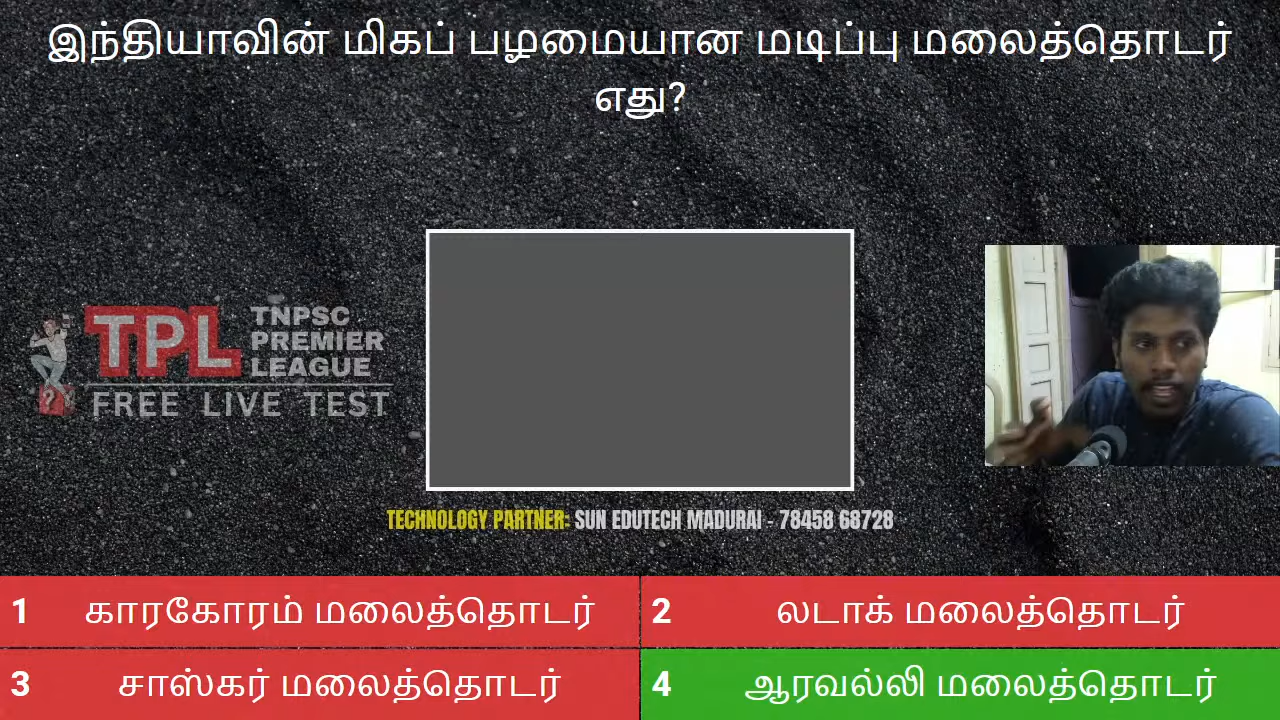 இந்தியாவின் மிகப் பழமையான மடிப்பு மலைத்தொடர்
எது?
TPL
TNPSC
PREMIER
LEAGUE
FREE LIVE TEST
TECHNOLOGY PARTNER: SUN EDUTECH MADURAI - 78458 68728
1 காரகோரம் மலைத்தொடர்
2 லடாக் மலைத்தொடர்
3 சாஸ்கர் மலைத்தொடர்
4 ஆரவல்லி மலைத்தொடர்